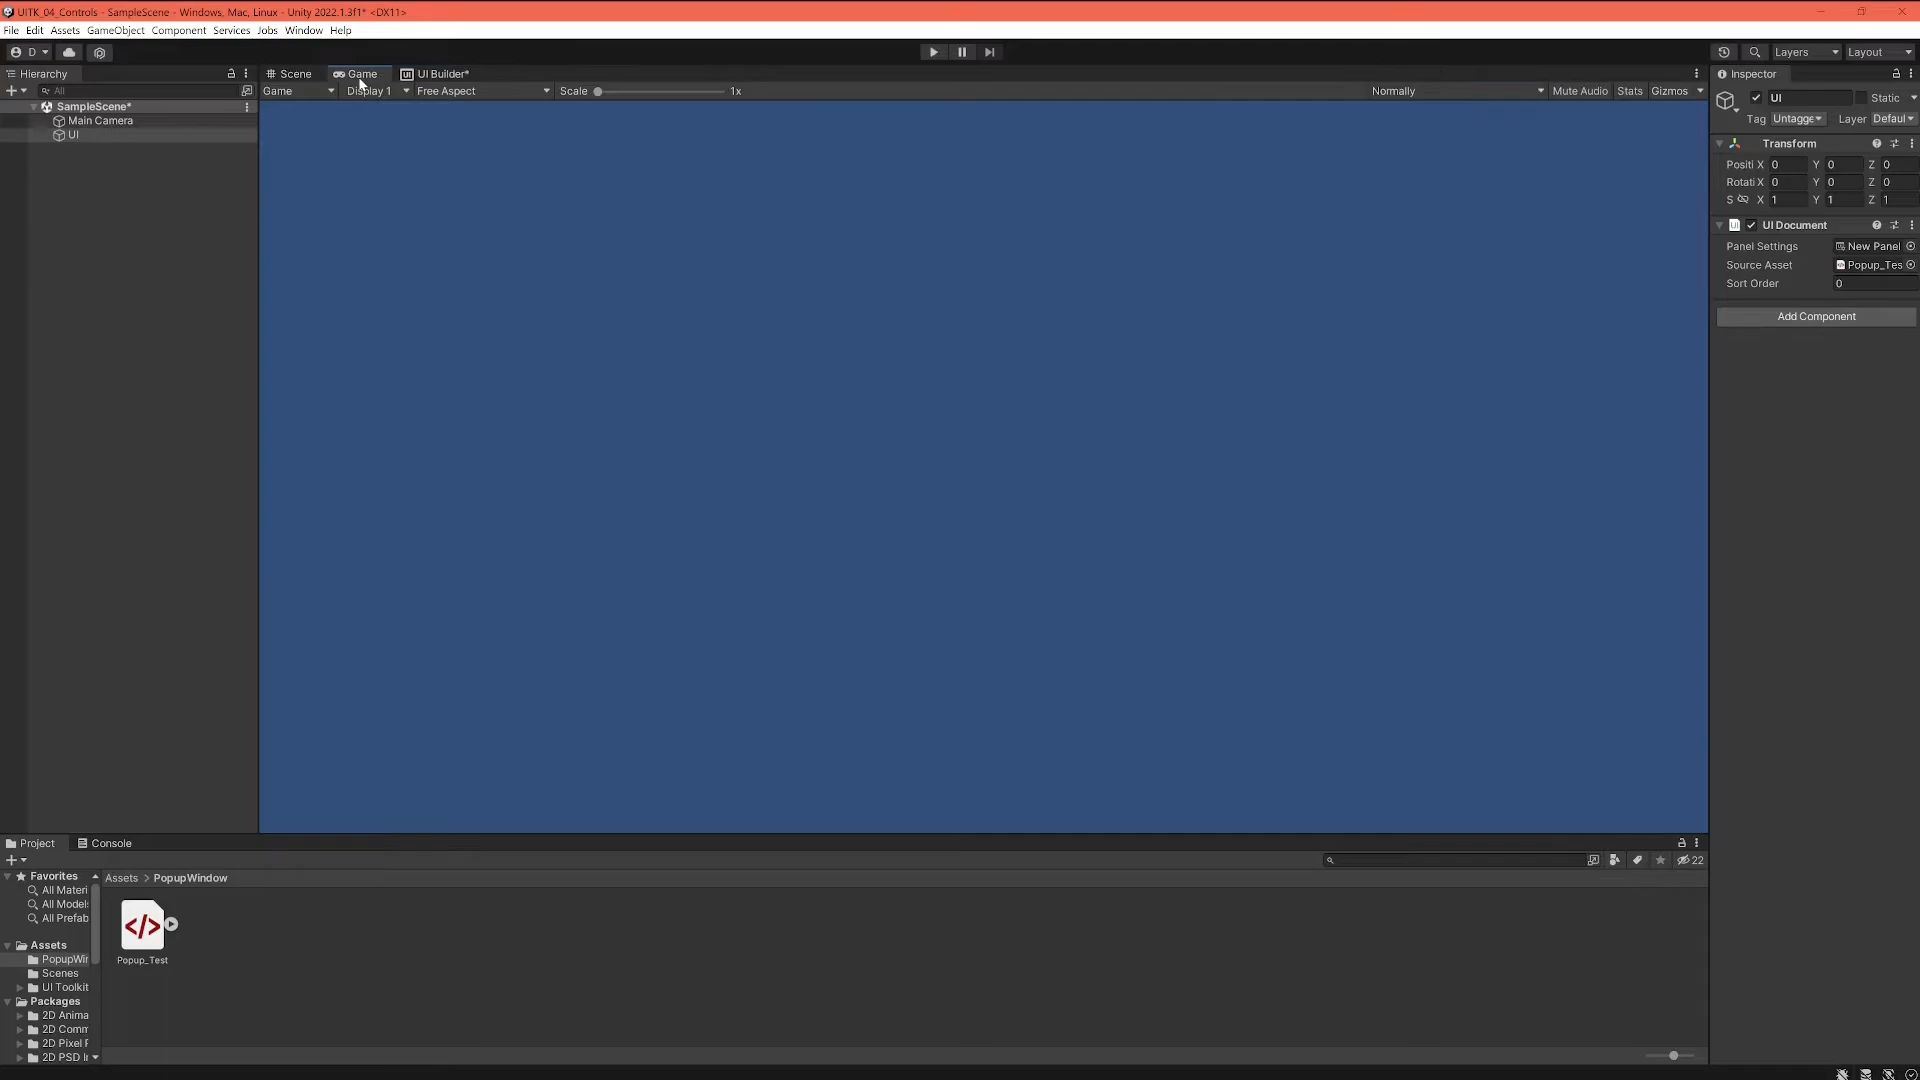 UITK_04_Controls - SampleScene - Windows, Mac, Linux - Unity 2022.1.3f1* <DX11>
File Edit Assets GameObject Component Services Jobs Window Help
D Layers Layout
Hierarchy
All
SampleScene*
Main Camera
UI
Scene Game UI Builder*
Game Display 1 Free Aspect Scale 1x Normally Mute Audio Stats Gizmos
Inspector
UI Static
Tag Untagge Layer Defaul
Transform
Positi X 0 Y 0 Z 0
Rotati X 0 Y 0 Z 0
S X 1 Y 1 Z 1
UI Document
Panel Settings New Panel
Source Asset Popup_Tes
Sort Order 0
Add Component
Project Console
22
Favorites
All Materi
All Model
All Prefab
Assets
PopupWin
Scenes
UI Toolkit
Packages
2D Anima
2D Comm
2D Pixel
2D PSD
Assets > PopupWindow
</>
Popup_Test